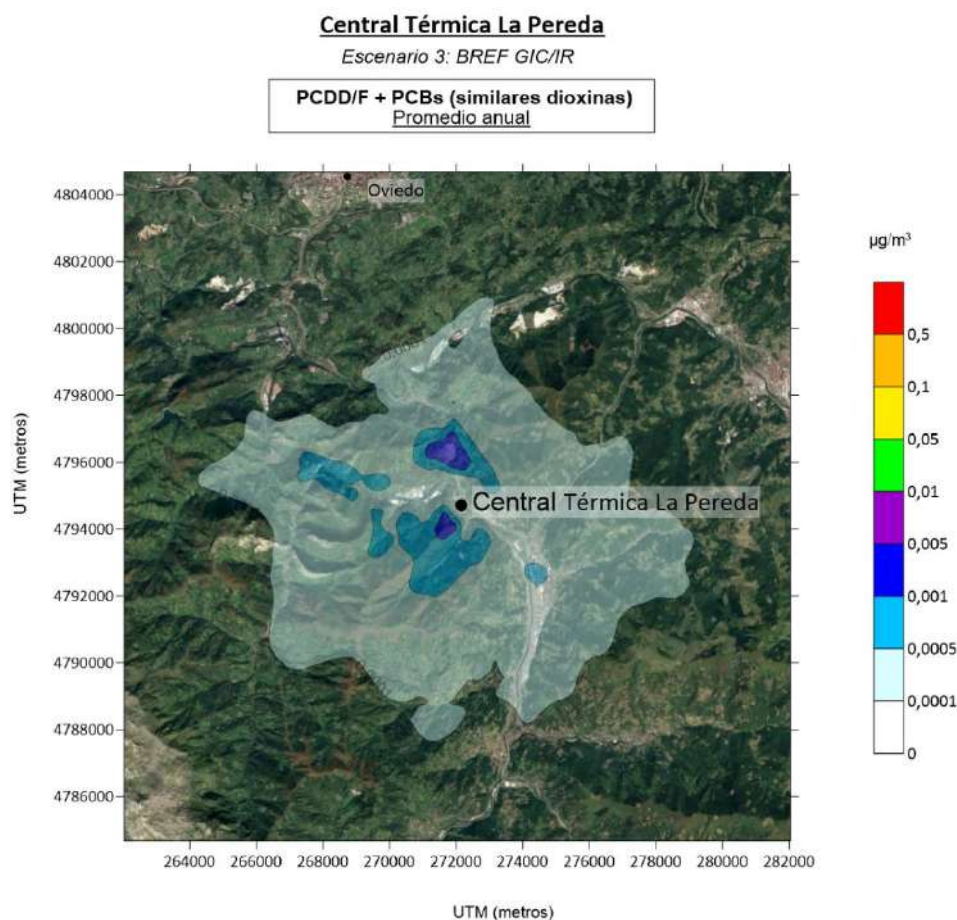 Central Térmica La Pereda
Escenario 3: BREF GIC/IR
PCDD/F + PCBs (similares dioxinas)
Promedio anual
4804000
4802000
4800000
4798000
4796000
4794000
4792000
4790000
4788000
4786000
UTM (metros)
Oviedo
Central Térmica La Pereda
264000 266000 268000 270000 272000 274000 276000 278000 280000 282000
UTM (metros)
µg/m³
0,5
0,1
0,05
0,01
0,005
0,001
0,0005
0,0001
0